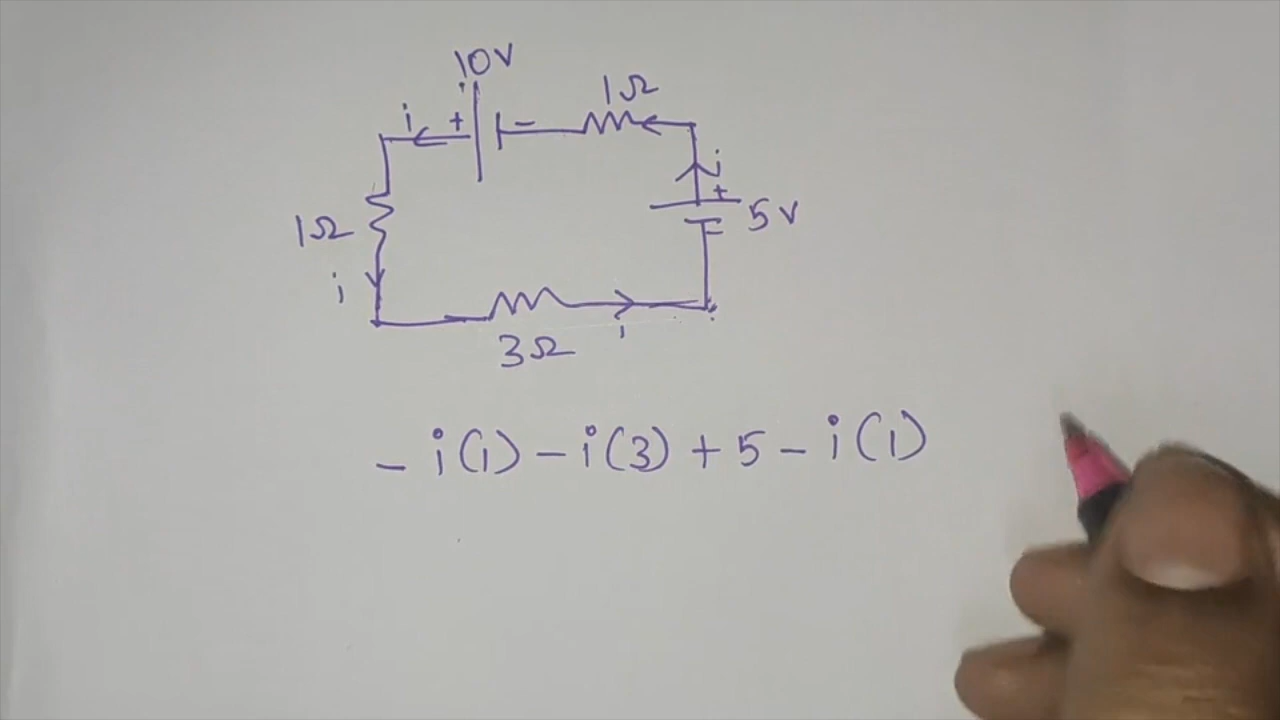 10V
1Ω
i
+
-
i
+
5V
-
1Ω
i
3Ω
i
- i(1) - i(3) + 5 - i(1)